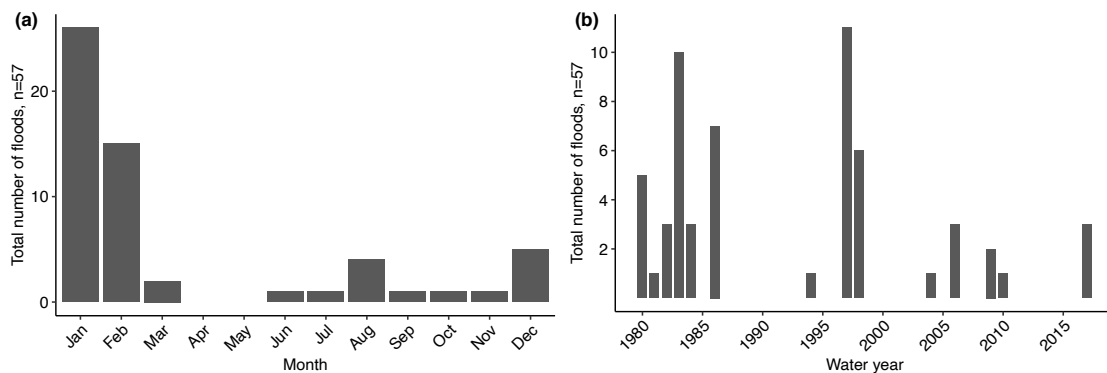 (a)
Total number of floods, n=57
20
10
0
Jan Feb Mar Apr May Jun Jul Aug Sep Oct Nov Dec
Month
(b)
Total number of floods, n=57
10
8
6
4
2
1980 1985 1990 1995 2000 2005 2010 2015
Water year